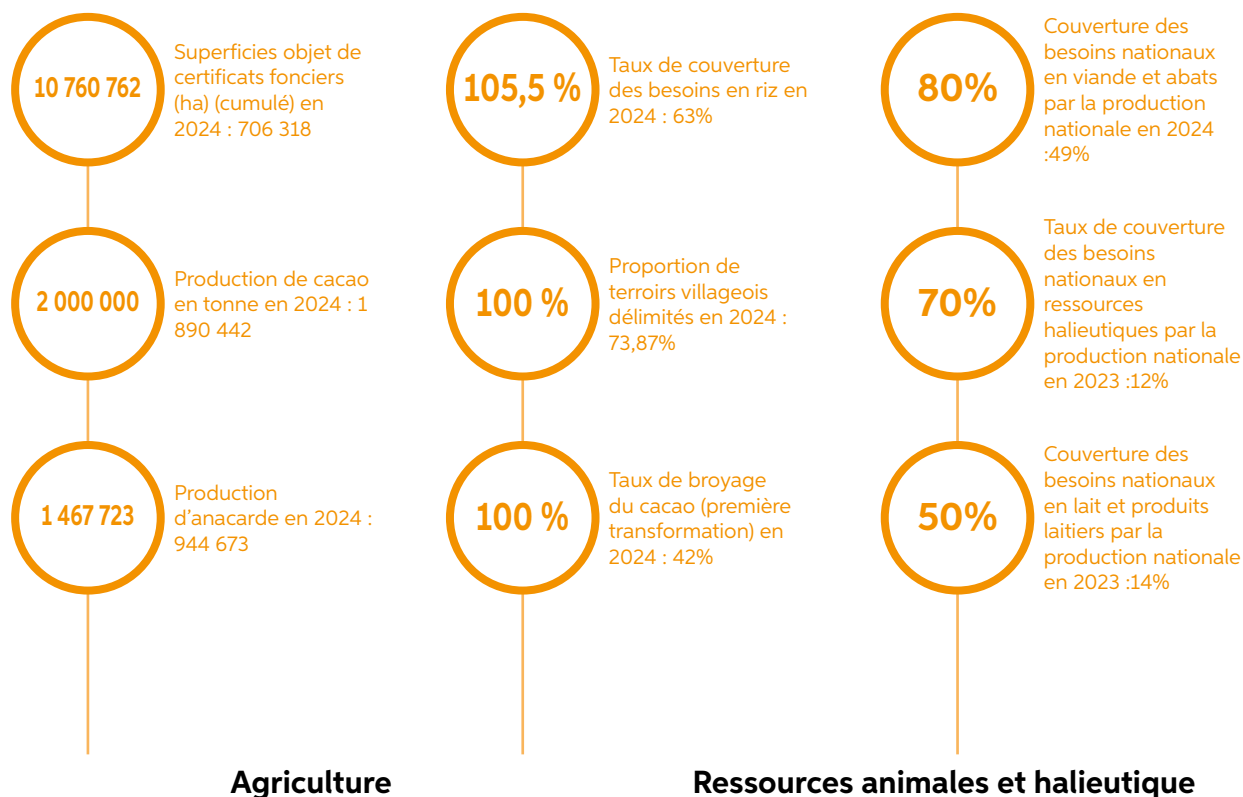 10 760 762
Superficies objet de
certificats fonciers
(ha) (cumulé) en
2024 : 706 318
2 000 000
Production de cacao
en tonne en 2024 : 1
890 442
1 467 723
Production
d’anacarde en 2024 :
944 673
105,5 %
Taux de couverture
des besoins en riz en
2024 : 63%
100 %
Proportion de
terroirs villageois
délimités en 2024 :
73,87%
100 %
Taux de broyage
du cacao (première
transformation) en
2024 : 42%
80%
Couverture des
besoins nationaux
en viande et abats
par la production
nationale en 2024
:49%
70%
Taux de couverture
des besoins
nationaux en
ressources
halieutiques par la
production nationale
en 2023 :12%
50%
Couverture des
besoins nationaux
en lait et produits
laitiers par la
production nationale
en 2023 :14%
Agriculture
Ressources animales et halieutique